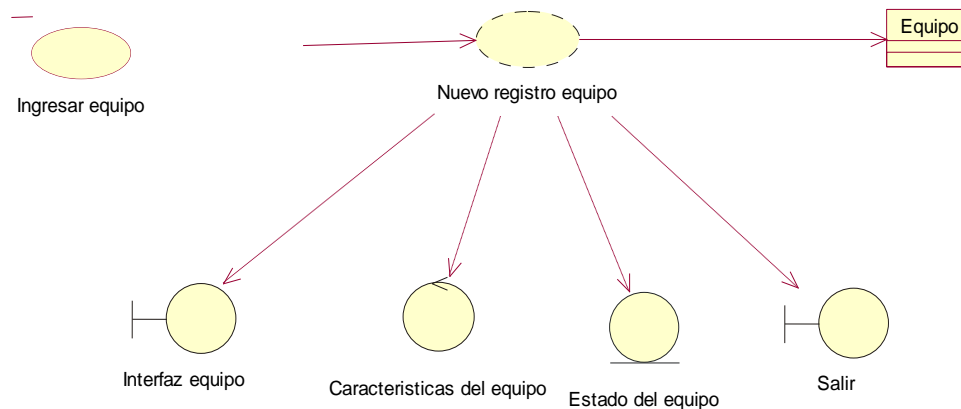 Equipo
Ingresar equipo
Nuevo registro equipo
Interfaz equipo
Caracteristicas del equipo
Estado del equipo
Salir